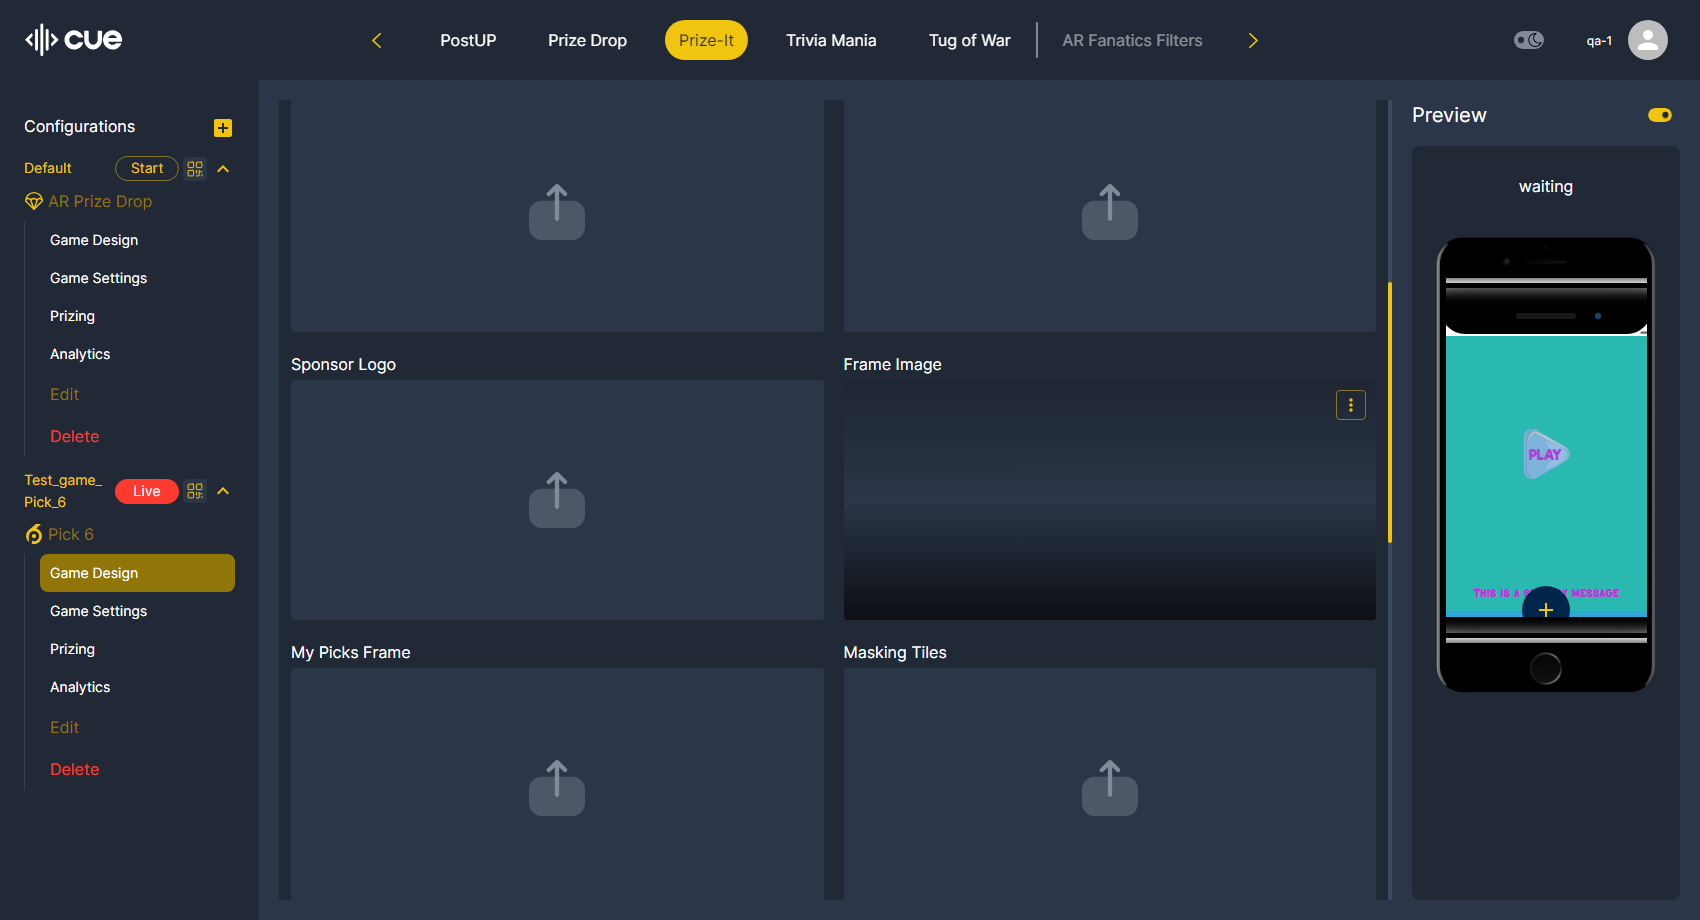 cue
PostUP
Prize Drop
Prize-It
Trivia Mania
Tug of War
AR Fanatics Filters
qa-1
Configurations
Default
Start
AR Prize Drop
Game Design
Game Settings
Prizing
Analytics
Edit
Delete
Test_game_
Pick_6
Live
Pick 6
Game Design
Game Settings
Prizing
Analytics
Edit
Delete
Sponsor Logo
Frame Image
My Picks Frame
Masking Tiles
Preview
waiting
PLAY
THIS IS A
MESSAGE